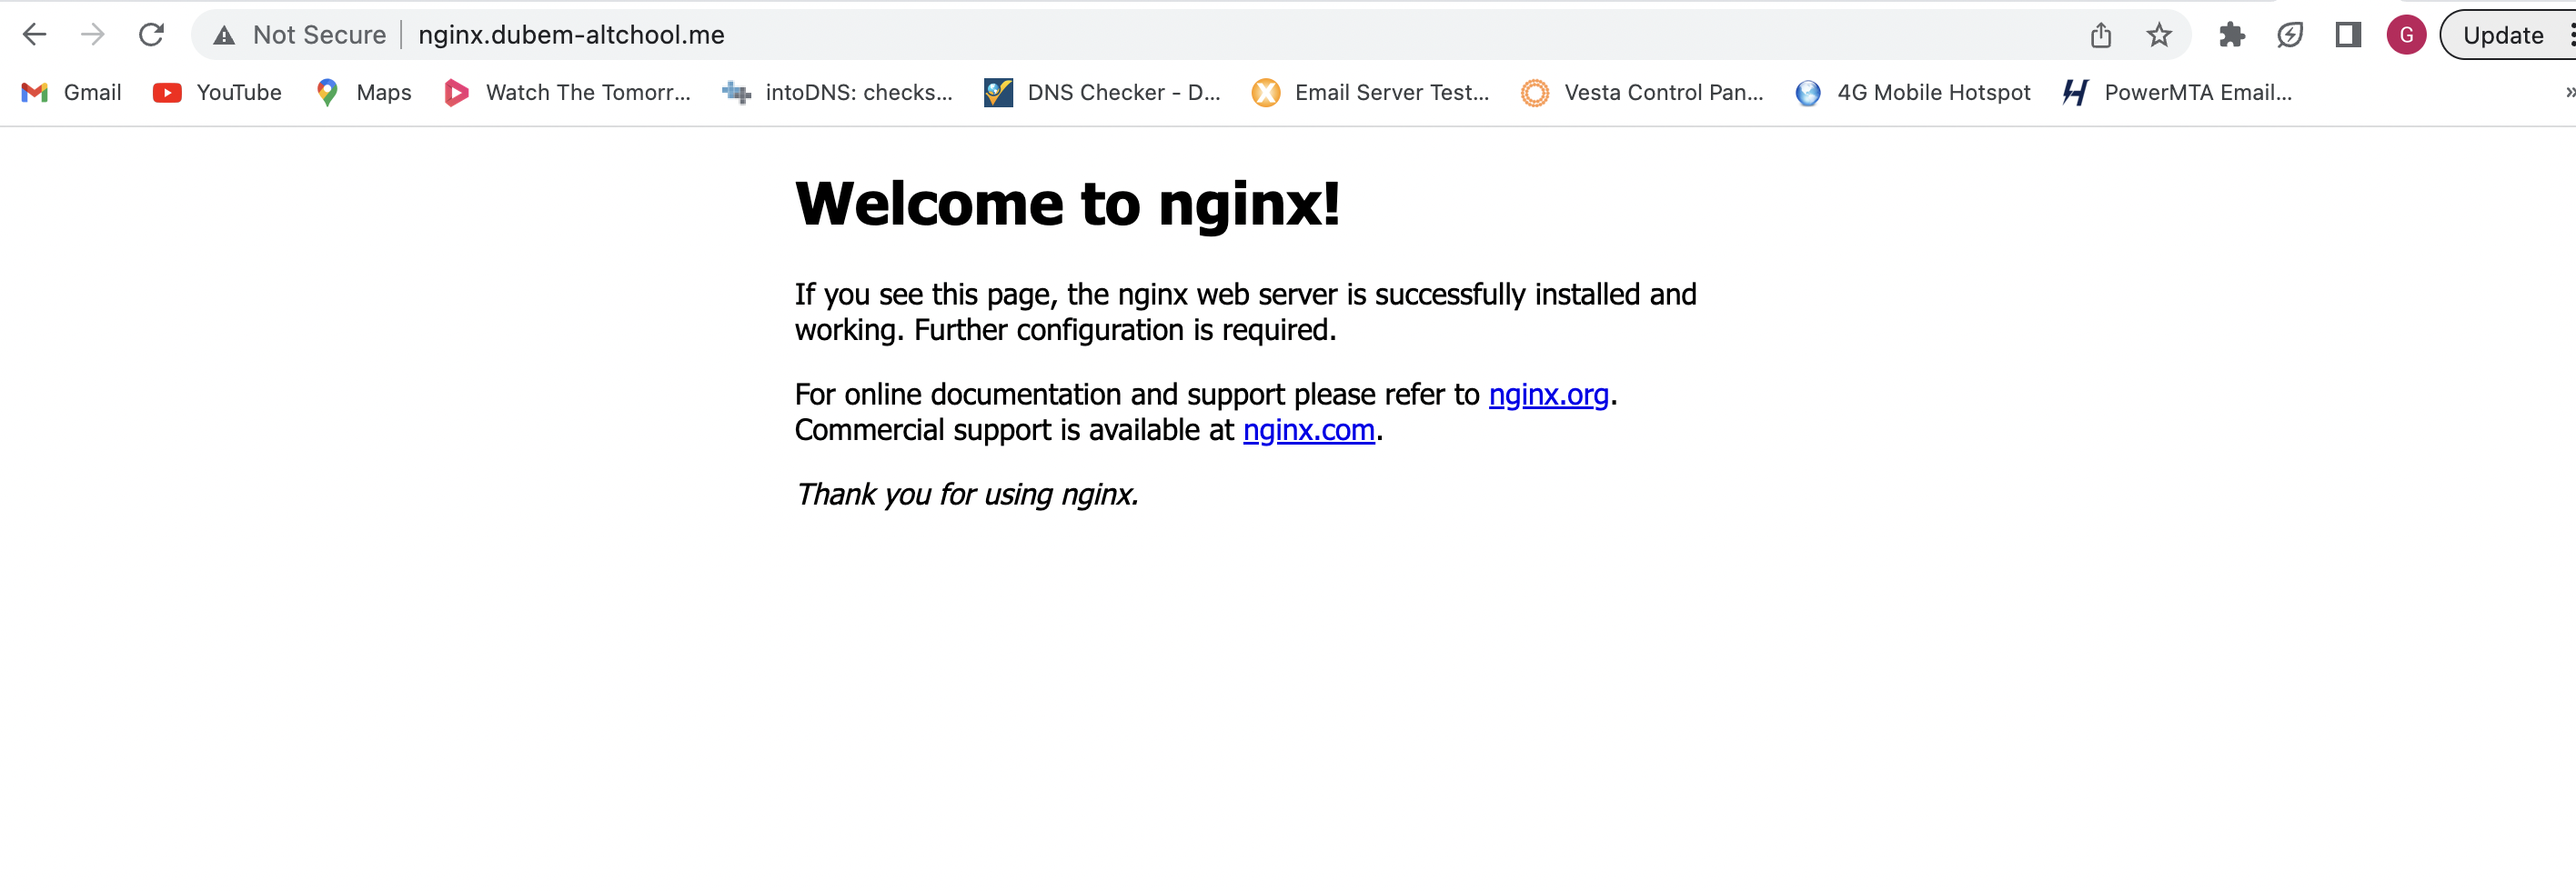 Not Secure | nginx.dubem-altchool.me G Update
Gmail YouTube Maps Watch The Tomorr... intoDNS: checks... DNS Checker - D... Email Server Test... Vesta Control Pan... 4G Mobile Hotspot PowerMTA Email... »
Welcome to nginx!
If you see this page, the nginx web server is successfully installed and
working. Further configuration is required.
For online documentation and support please refer to nginx.org.
Commercial support is available at nginx.com.
Thank you for using nginx.